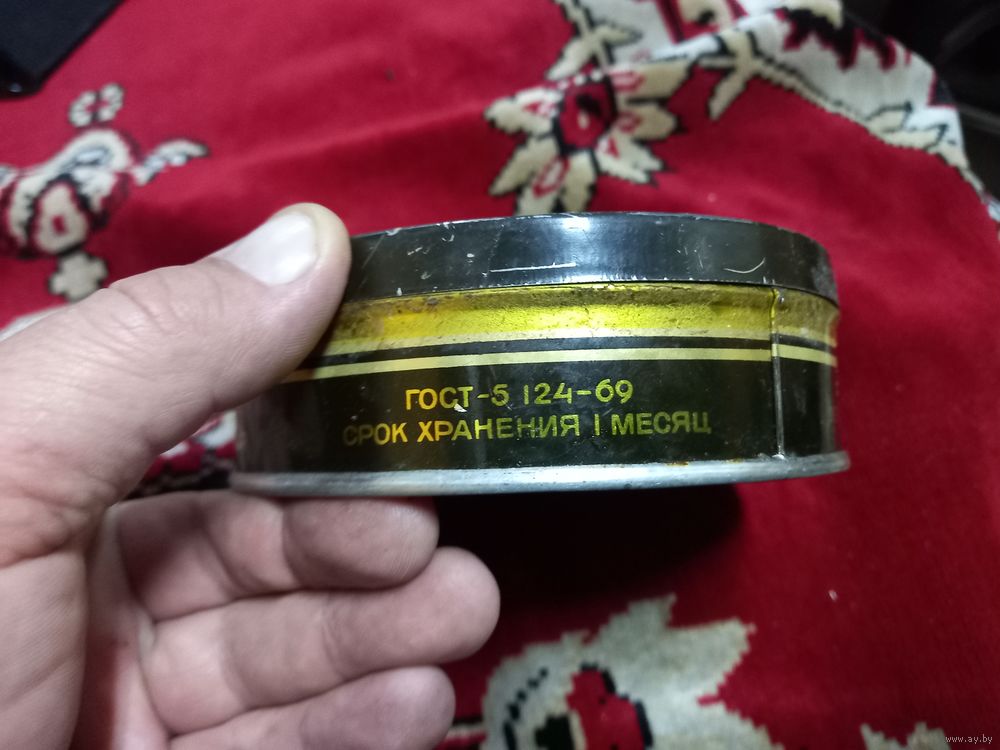 ГОСТ-5 124-69
СРОК ХРАНЕНИЯ 1 МЕСЯЦ
www.ay.by